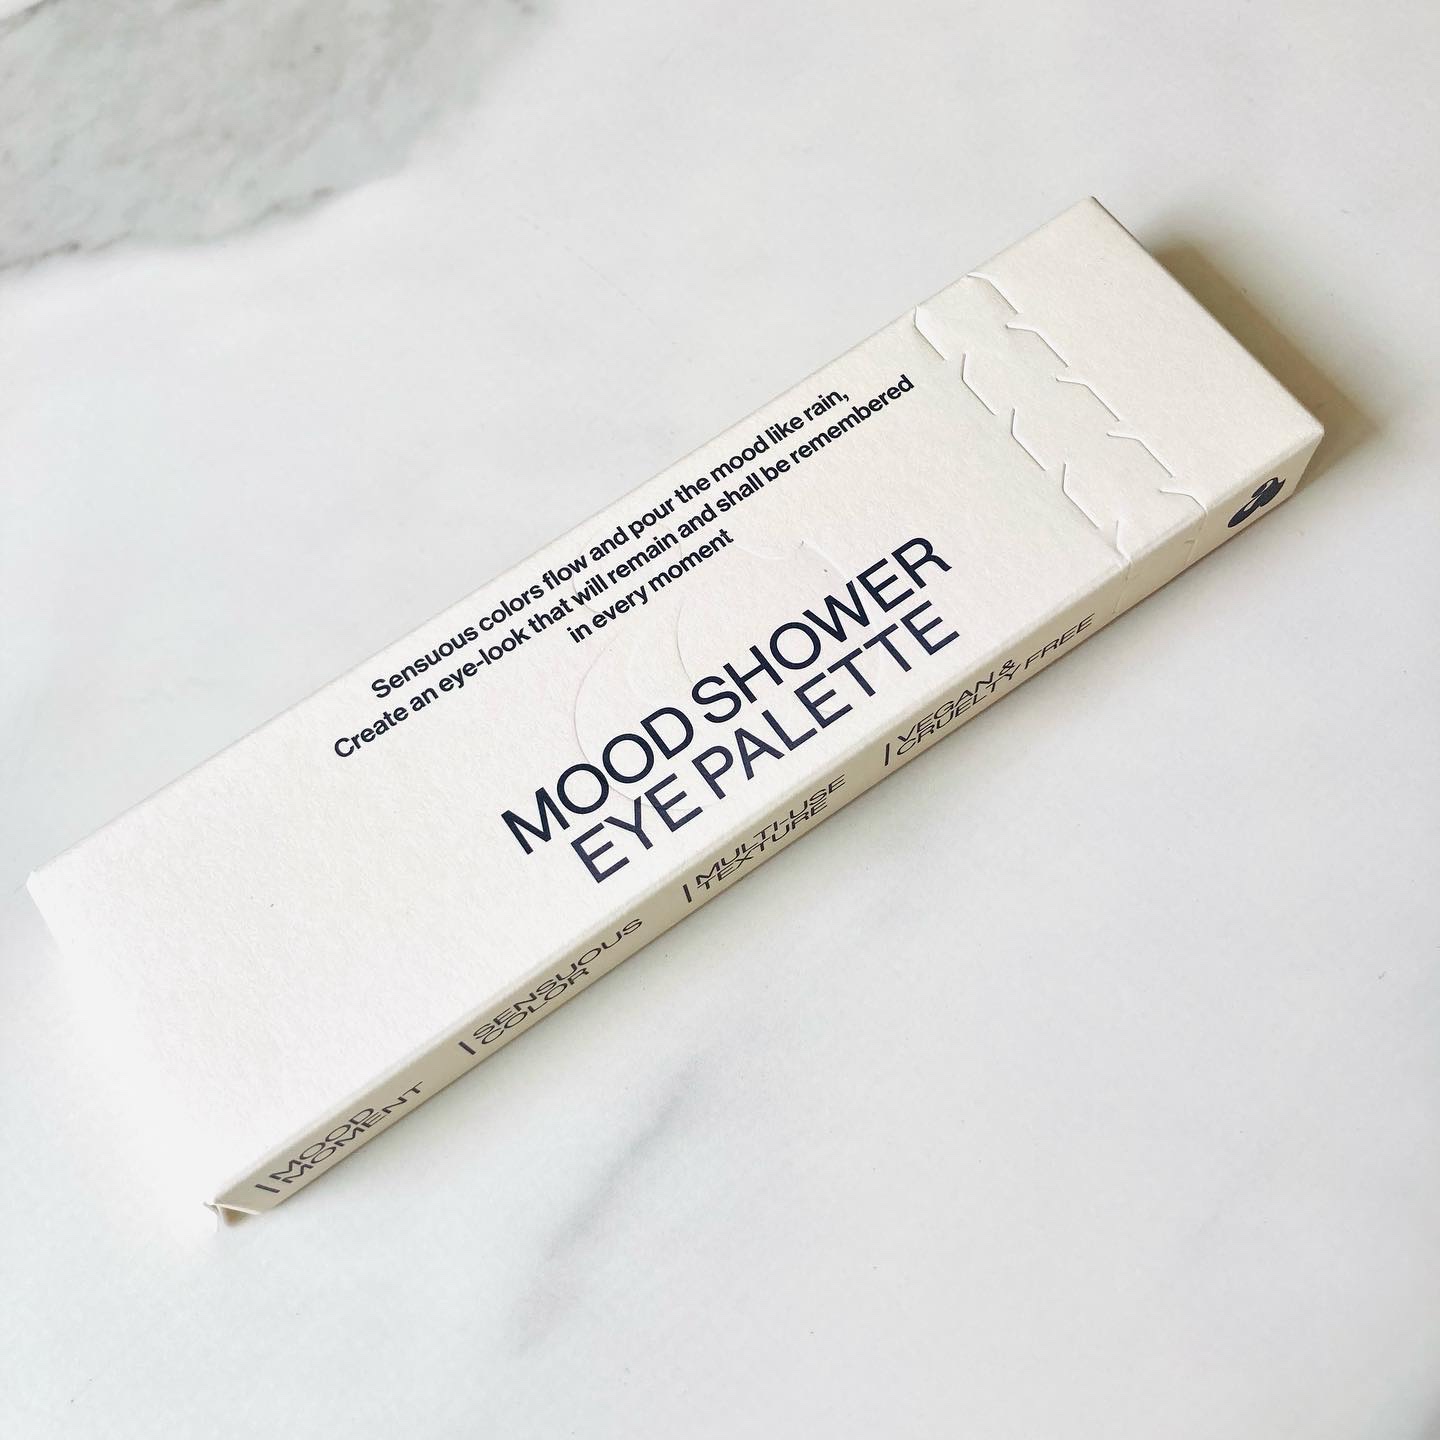 Sensuous colors flow and pour the mood like rain,
Create an eye-look that will remain and shall be remembered
in every moment
MOOD SHOWER
EYE PALETTE
| MOOD
MOMENT
| SENSUOUS
COLOR
| MULTI-USE
TEXTURE
| VEGAN &
CRUELTY FREE